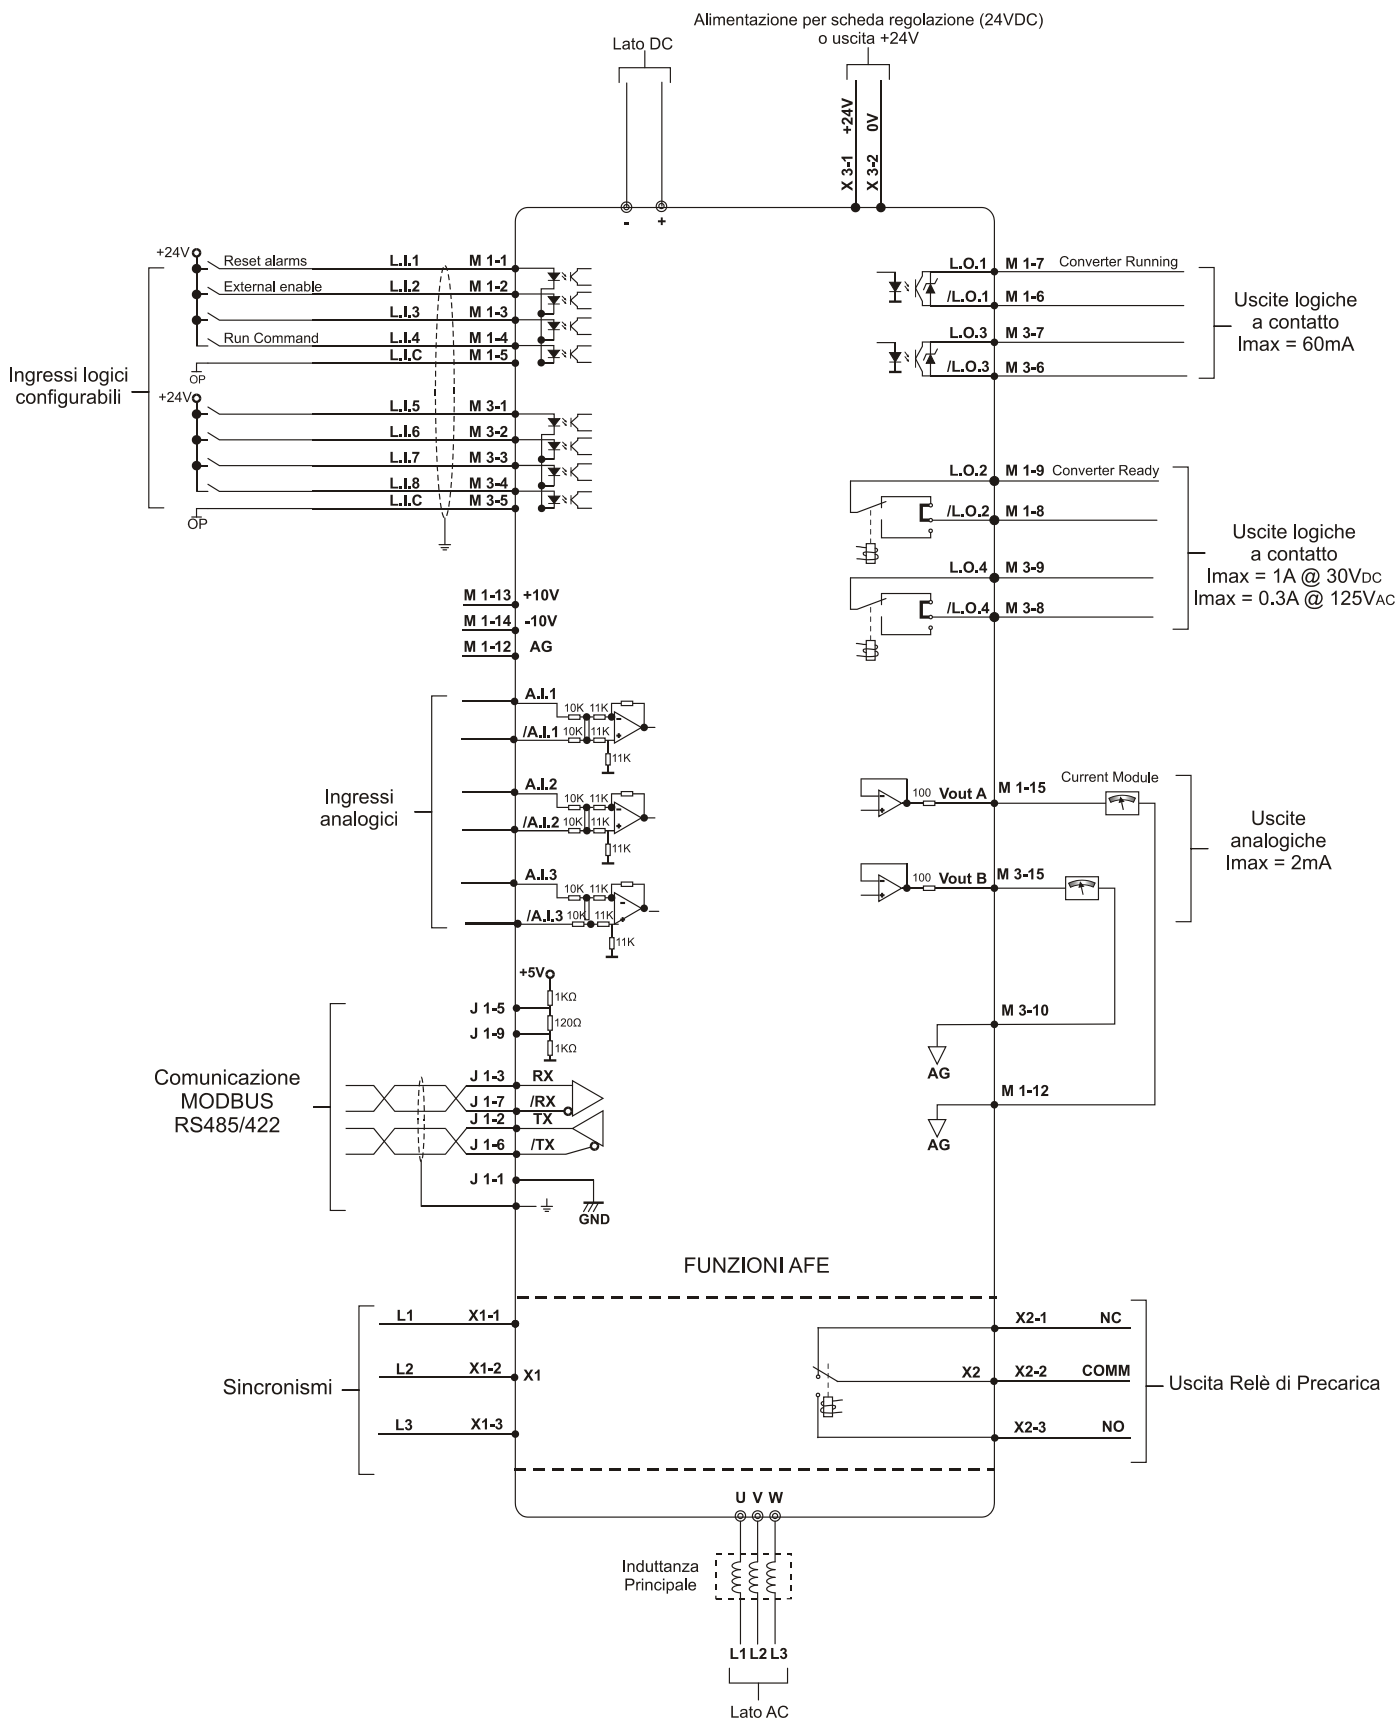 Alimentazione per scheda regolazione (24VDC)
o uscita +24V
Lato DC
X 3-1 +24V
X 3-2 0V
- +
+24V
Reset alarms L.I.1 M 1-1
External enable L.I.2 M 1-2
L.I.3 M 1-3
Run Command L.I.4 M 1-4
L.I.C M 1-5
OP
Ingressi logici
configurabili
+24V
L.I.5 M 3-1
L.I.6 M 3-2
L.I.7 M 3-3
L.I.8 M 3-4
L.I.C M 3-5
OP
L.O.1 M 1-7 Converter Running
/L.O.1 M 1-6
L.O.3 M 3-7
/L.O.3 M 3-6
Uscite logiche
a contatto
Imax = 60mA
L.O.2 M 1-9 Converter Ready
/L.O.2 M 1-8
L.O.4 M 3-9
/L.O.4 M 3-8
Uscite logiche
a contatto
Imax = 1A @ 30VDC
Imax = 0.3A @ 125VAC
M 1-13 +10V
M 1-14 -10V
M 1-12 AG
Ingressi
analogici
A.I.1
10K 11K
/A.I.1 10K 11K
11K
A.I.2
10K 11K
/A.I.2 10K 11K
11K
A.I.3
10K 11K
/A.I.3 10K 11K
11K
100 Vout A M 1-15 Current Module
100 Vout B M 3-15
Uscite
analogiche
Imax = 2mA
M 3-10
AG
M 1-12
AG
+5V
1KΩ
J 1-5
120Ω
J 1-9
1KΩ
Comunicazione
MODBUS
RS485/422
J 1-3 RX
J 1-7 /RX
J 1-2 TX
J 1-6 /TX
J 1-1
GND
FUNZIONI AFE
Sincronismi
L1 X1-1
L2 X1-2 X1
L3 X1-3
X2-1 NC
X2 X2-2 COMM
X2-3 NO
Uscita Relè di Precarica
U V W
Induttanza
Principale
L1 L2 L3
Lato AC